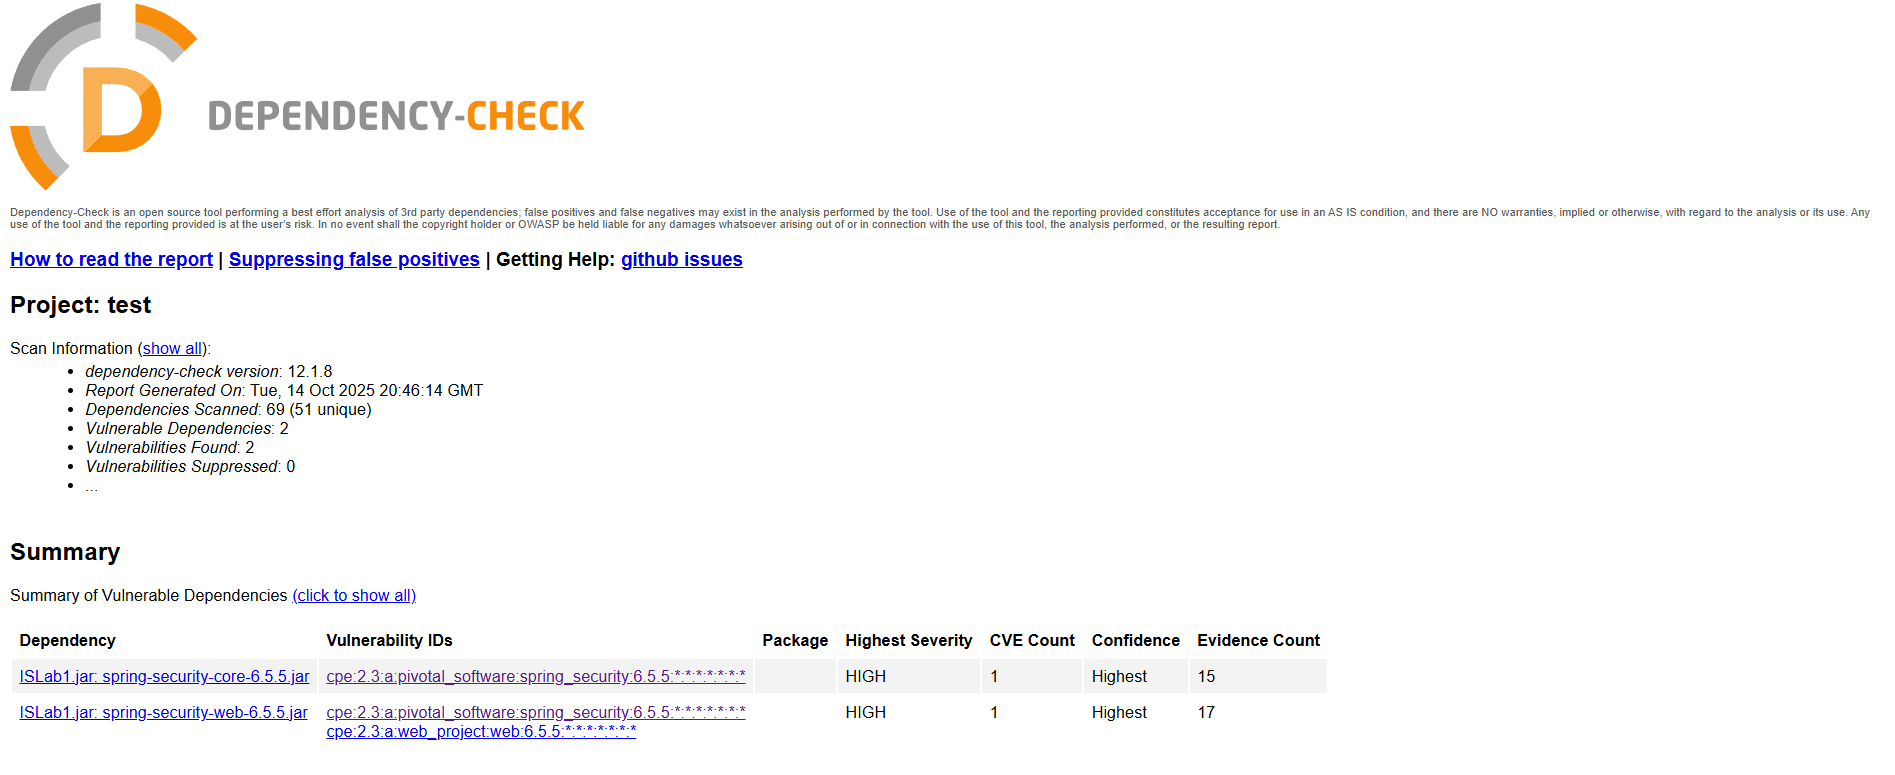 D DEPENDENCY-CHECK
Dependency-Check is an open source tool performing a best effort analysis of 3rd party dependencies; false positives and false negatives may exist in the analysis performed by the tool. Use of the tool and the reporting provided constitutes acceptance for use in an AS IS condition, and there are NO warranties, implied or otherwise, with regard to the analysis or its use. Any
use of the tool and the reporting provided is at the user's risk. In no event shall the copyright holder or OWASP be held liable for any damages whatsoever arising out of or in connection with the use of this tool, the analysis performed, or the resulting report.
How to read the report | Suppressing false positives | Getting Help: github issues
Project: test
Scan Information (show all):
• dependency-check version: 12.1.8
• Report Generated On: Tue, 14 Oct 2025 20:46:14 GMT
• Dependencies Scanned: 69 (51 unique)
• Vulnerable Dependencies: 2
• Vulnerabilities Found: 2
• Vulnerabilities Suppressed: 0
• ...
Summary
Summary of Vulnerable Dependencies (click to show all)
Dependency Vulnerability IDs Package Highest Severity CVE Count Confidence Evidence Count
ISLab1.jar: spring-security-core-6.5.5.jar cpe:2.3:a:pivotal_software:spring_security:6.5.5:*:*:*:*:*:*:* HIGH 1 Highest 15
ISLab1.jar: spring-security-web-6.5.5.jar cpe:2.3:a:pivotal_software:spring_security:6.5.5:*:*:*:*:*:*:* HIGH 1 Highest 17
cpe:2.3:a:web_project:web:6.5.5:*:*:*:*:*:*:*